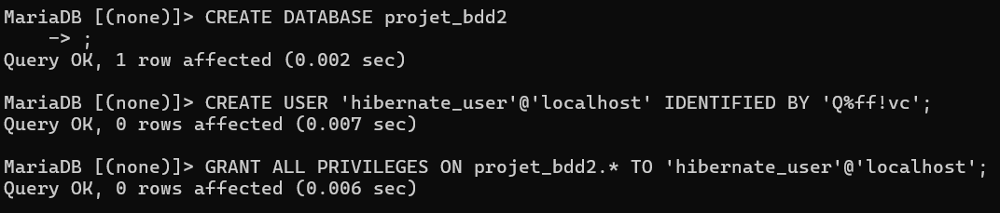 MariaDB [(none)]> CREATE DATABASE projet_bdd2
    -> ;
Query OK, 1 row affected (0.002 sec)
MariaDB [(none)]> CREATE USER 'hibernate_user'@'localhost' IDENTIFIED BY 'Q%ff!vc';
Query OK, 0 rows affected (0.007 sec)
MariaDB [(none)]> GRANT ALL PRIVILEGES ON projet_bdd2.* TO 'hibernate_user'@'localhost';
Query OK, 0 rows affected (0.006 sec)